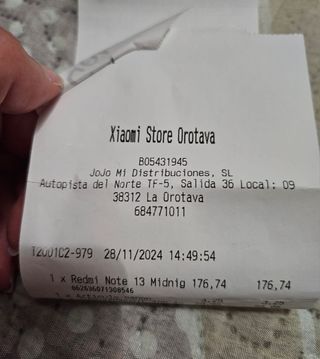 Xiaomi Store Orotava
B05431945
JoJo Mi Distribuciones, SL
Autopista del Norte TF-5, Salida 36 Local: 09
38312 La Orotava
684771011
T2001C2-979 28/11/2024 14:49:54
1 x Redmi Note 13 Midnig 176,74 176,74
862636071308546